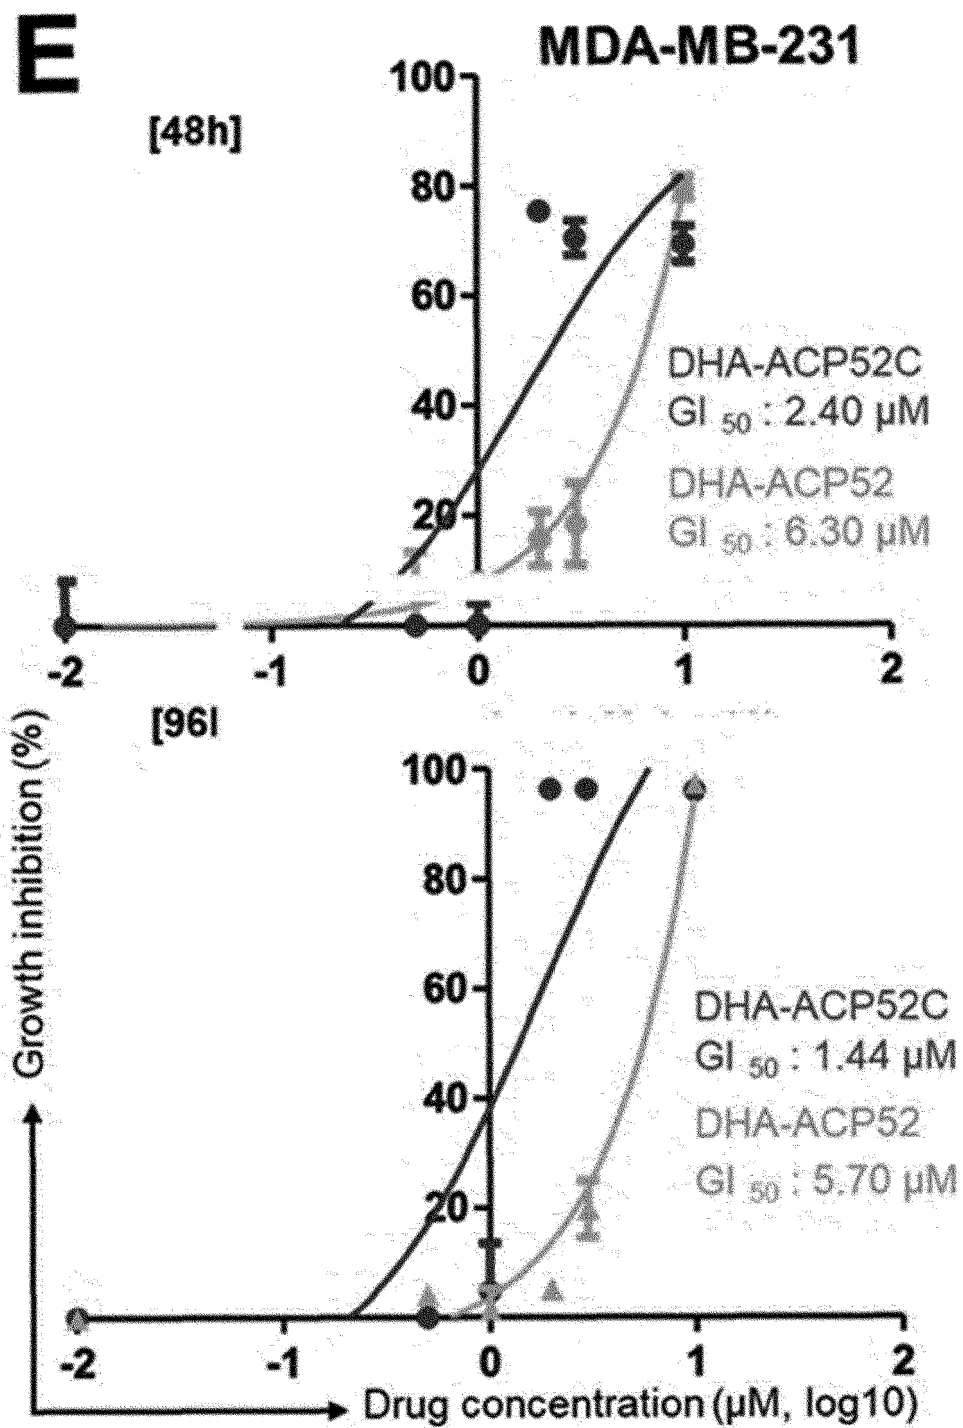 E
MDA-MB-231
[48h]
100
80
60
40
20
DHA-ACP52C
GI 50 : 2.40 µM
DHA-ACP52
GI 50 : 6.30 µM
-2 -1 0 1 2
[96l
100
80
60
40
20
DHA-ACP52C
GI 50 : 1.44 µM
DHA-ACP52
GI 50 : 5.70 µM
-2 -1 0 1 2
Growth inhibition (%)
Drug concentration (µM, log10)